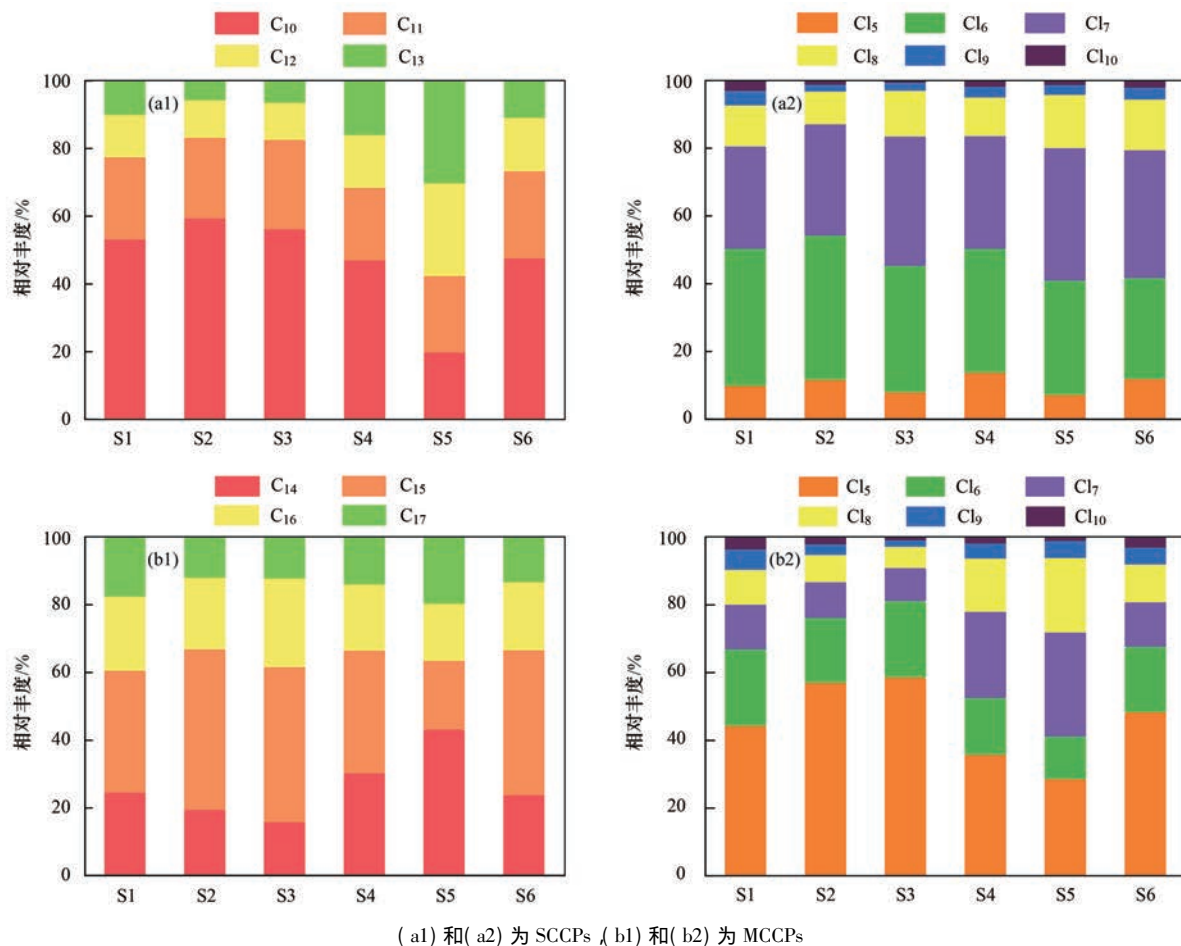 C₁₀ C₁₁ Cl₅ Cl₆ Cl₇
C₁₂ C₁₃ Cl₈ Cl₉ Cl₁₀
(a1) (a2)
相对丰度/% 相对丰度/%
100 100
80 80
60 60
40 40
20 20
0 0
S1 S2 S3 S4 S5 S6 S1 S2 S3 S4 S5 S6
C₁₄ C₁₅ Cl₅ Cl₆ Cl₇
C₁₆ C₁₇ Cl₈ Cl₉ Cl₁₀
(b1) (b2)
相对丰度/% 相对丰度/%
100 100
80 80
60 60
40 40
20 20
0 0
S1 S2 S3 S4 S5 S6 S1 S2 S3 S4 S5 S6
(a1) 和(a2) 为 SCCPs ,(b1) 和(b2) 为 MCCPs